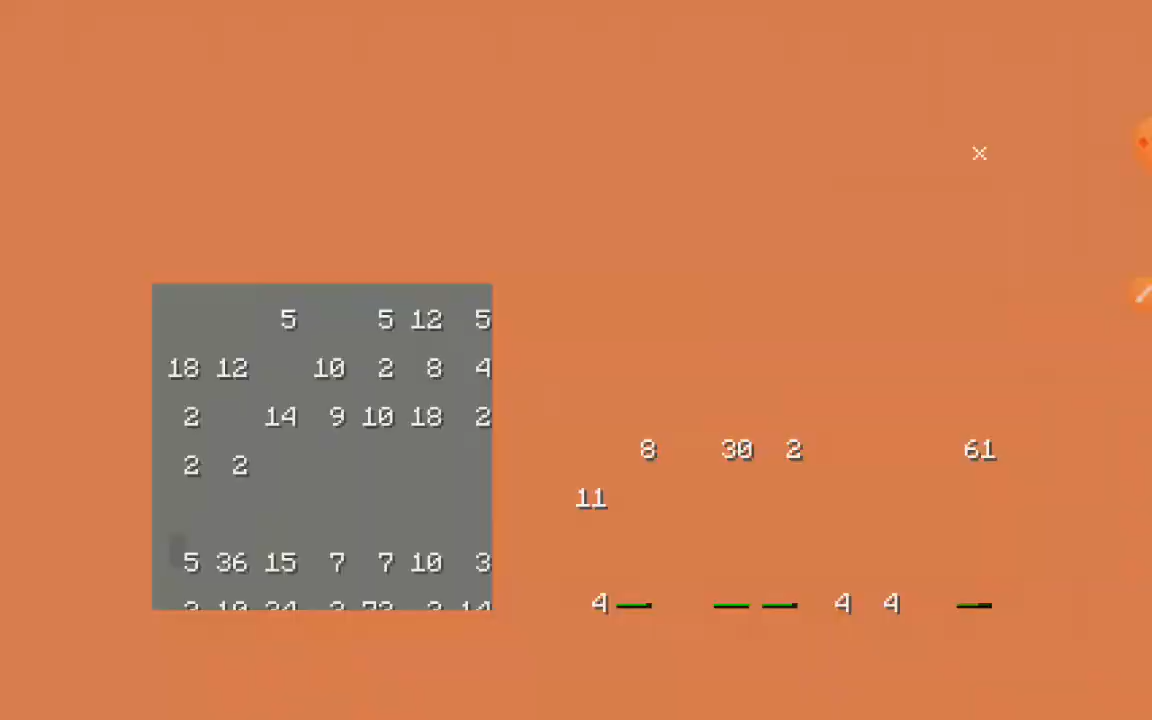 ×
5 5 12 5
18 12 10 2 8 4
2 14 9 10 18 2
8 30 2 61
2 2
11
5 36 15 7 7 10 3
4 4 4